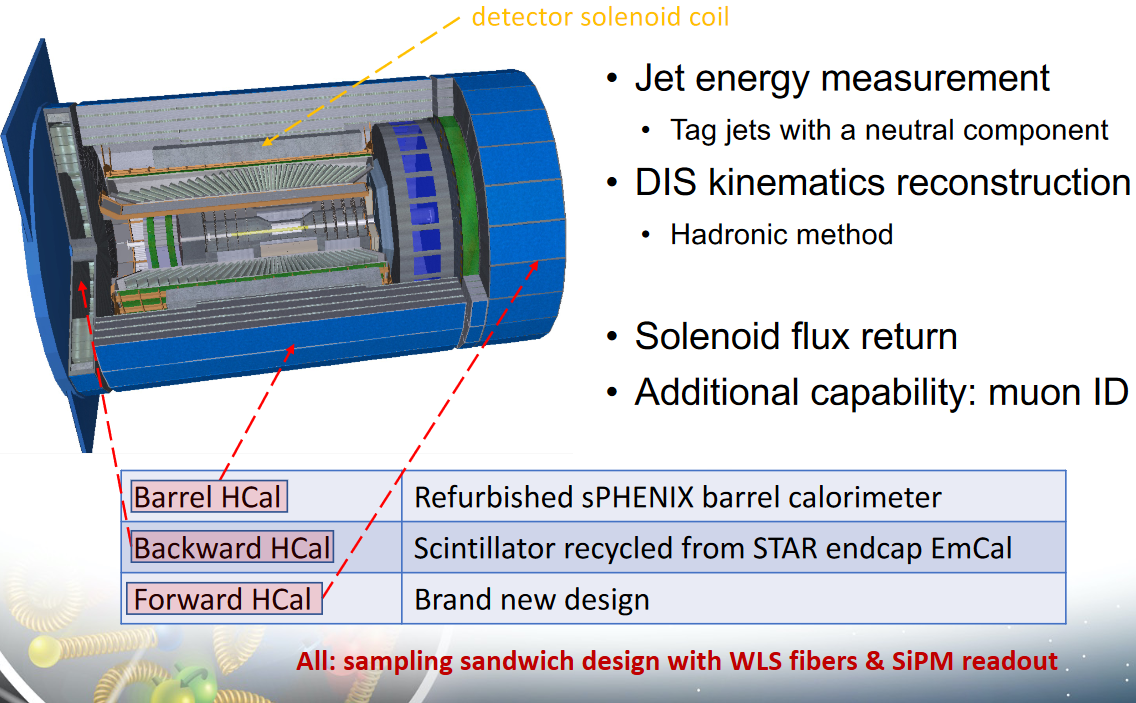 detector solenoid coil
• Jet energy measurement
• Tag jets with a neutral component
• DIS kinematics reconstruction
• Hadronic method
• Solenoid flux return
• Additional capability: muon ID
Barrel HCal Refurbished sPHENIX barrel calorimeter
Backward HCal Scintillator recycled from STAR endcap EmCal
Forward HCal Brand new design
All: sampling sandwich design with WLS fibers & SiPM readout